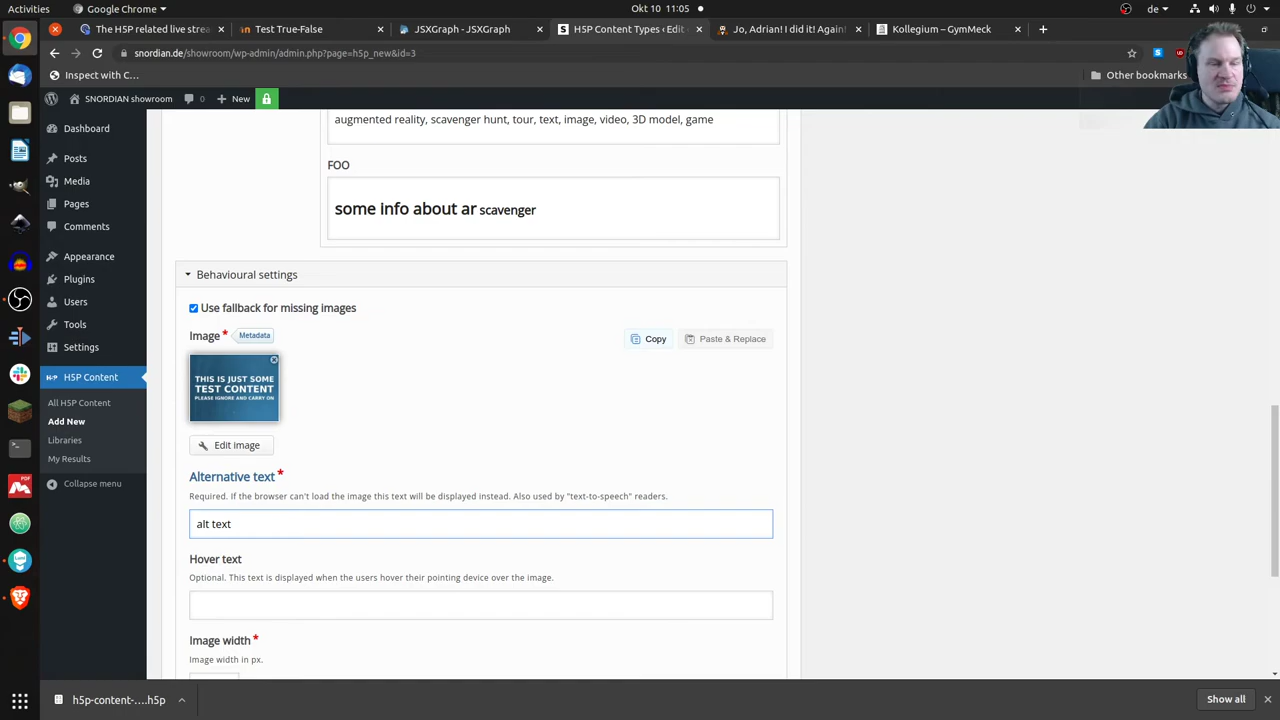 Activities
Google Chrome
Okt 10 11:05
de
The H5P related live strea
Test True-False
JSXGraph - JSXGraph
H5P Content Types ‹ Edit ‹
Jo, Adrian! I did it! Again!
Kollegium – GymMeck
snordian.de/showroom/wp-admin/admin.php?page=h5p_new&id=3
Inspect with C...
Other bookmarks
SNORDIAN showroom
0
New
Dashboard
Posts
Media
Pages
Comments
Appearance
Plugins
Users
Tools
Settings
H5P Content
All H5P Content
Add New
Libraries
My Results
Collapse menu
augmented reality, scavenger hunt, tour, text, image, video, 3D model, game
FOO
some info about ar scavenger
Behavioural settings
Use fallback for missing images
Image * Metadata
Copy
Paste & Replace
THIS IS JUST SOME
TEST CONTENT
PLEASE IGNORE AND CARRY ON
Edit image
Alternative text *
Required. If the browser can't load the image this text will be displayed instead. Also used by "text-to-speech" readers.
alt text
Hover text
Optional. This text is displayed when the users hover their pointing device over the image.
Image width *
Image width in px.
h5p-content-....h5p
Show all